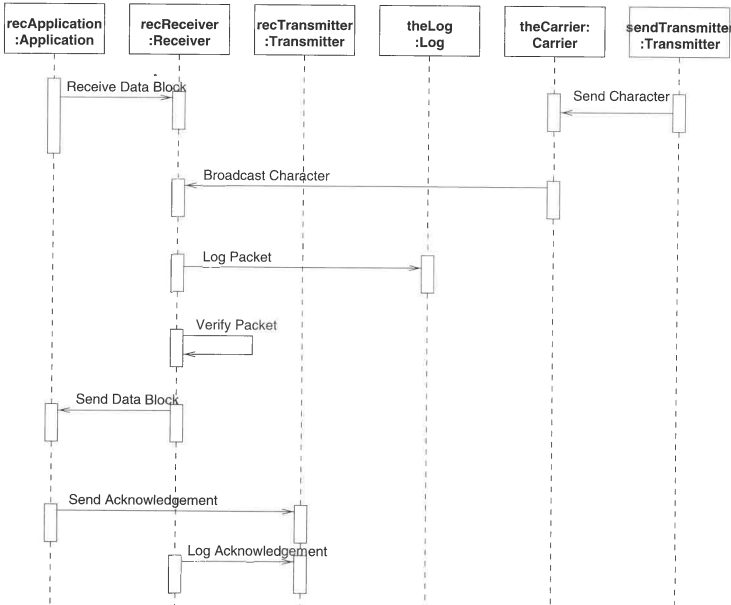 recApplication
:Application
recReceiver
:Receiver
recTransmitter
:Transmitter
theLog
:Log
theCarrier:
Carrier
sendTransmitter
:Transmitter
Receive Data Block
Send Character
Broadcast Character
Log Packet
Verify Packet
Send Data Block
Send Acknowledgement
Log Acknowledgement